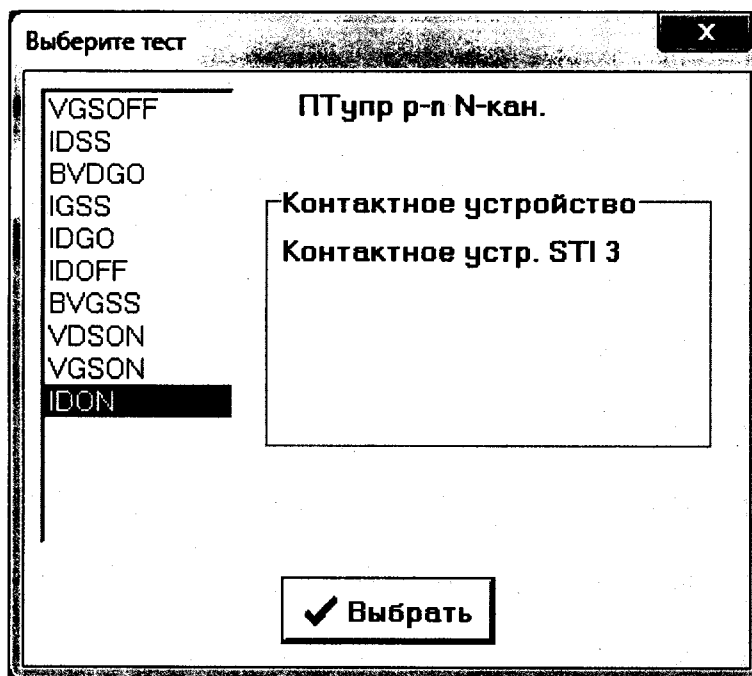 Выберите тест
x
VGSOFF
IDSS
BVDGO
IGSS
IDGO
IDOFF
BVGSS
VDSON
VGSON
IDON
ПТупр p-n N-кан.
Контактное устройство
Контактное устр. STI 3
Выбрать